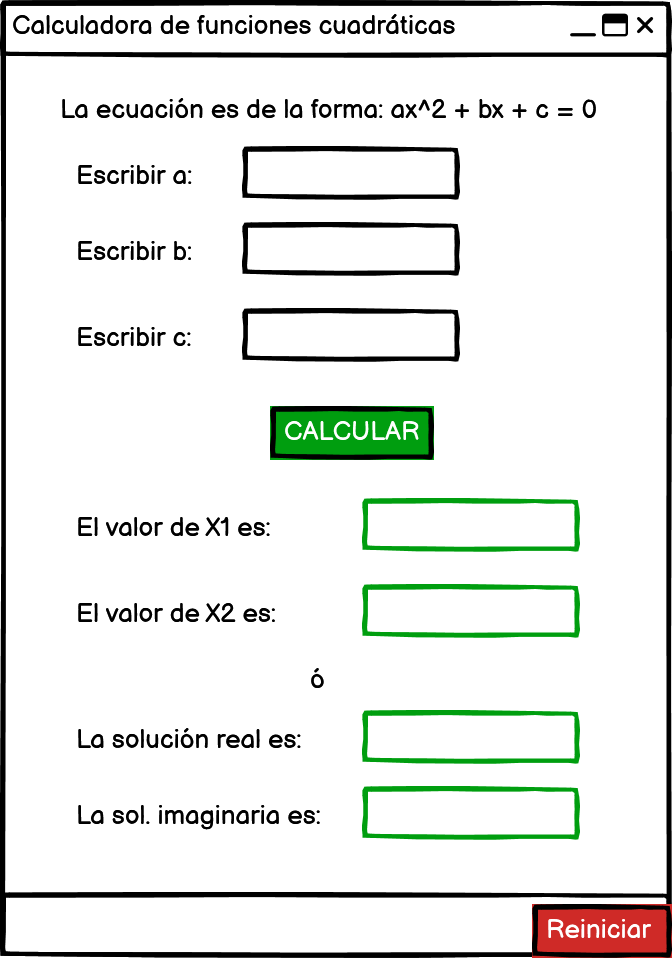 Calculadora de funciones cuadráticas
La ecuación es de la forma: ax^2 + bx + c = 0
Escribir a:
Escribir b:
Escribir c:
CALCULAR
El valor de X1 es:
El valor de X2 es:
ó
La solución real es:
La sol. imaginaria es:
Reiniciar